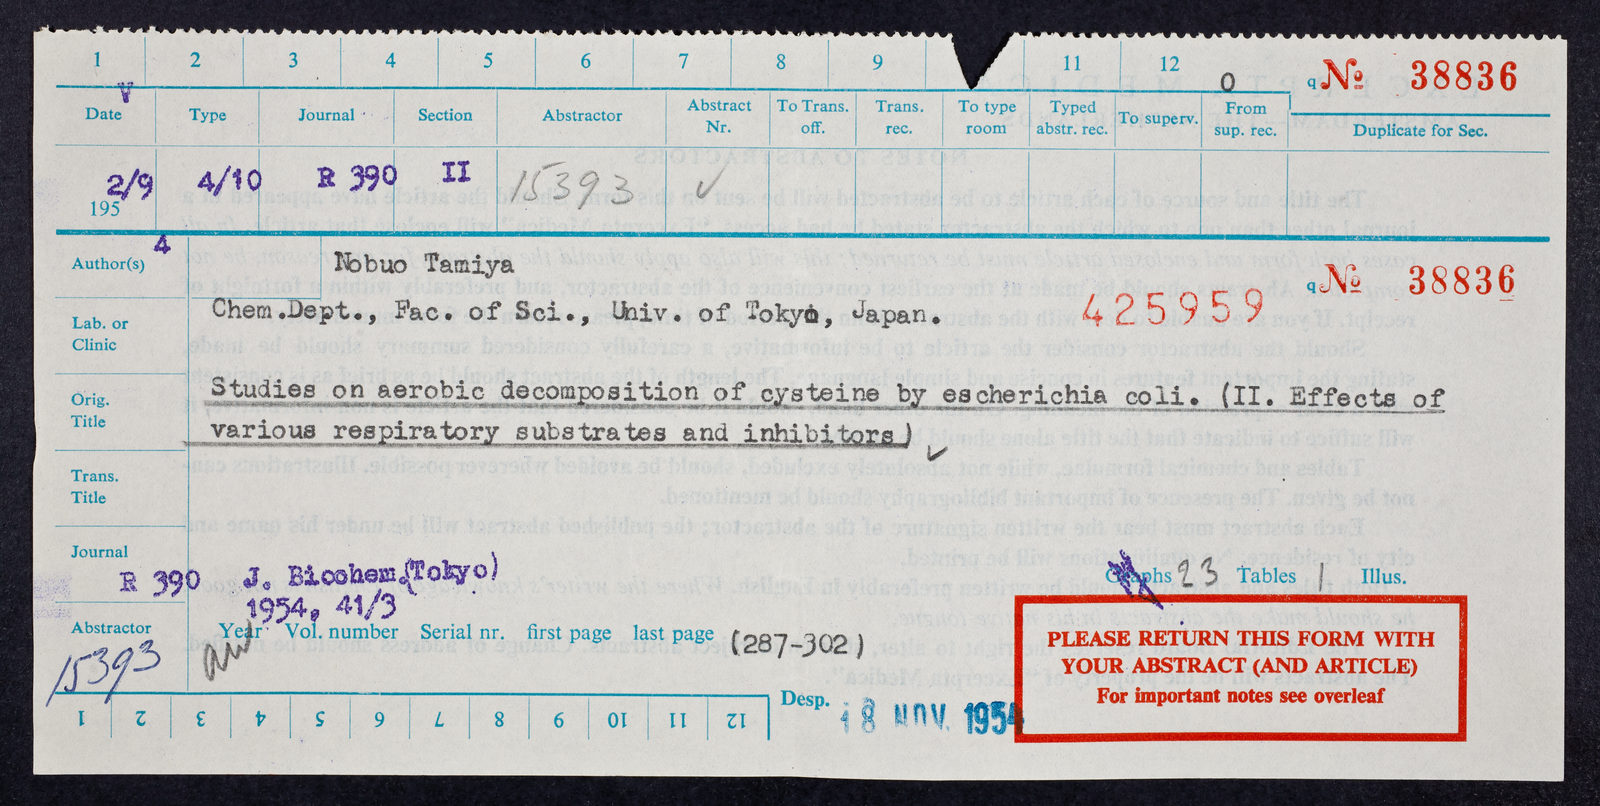 1 2 3 4 5 6 7 8 9 11 12 O q № 38836
V
Date Type Journal Section Abstractor Abstract Nr. To Trans. off. Trans. rec. To type room Typed abstr. rec. To superv. From sup. rec. Duplicate for Sec.
2/9 4/10 R 390 II 15393 ✓
195
4
Author(s) Nobuo Tamiya q № 38836
Lab. or Clinic Chem.Dept., Fac. of Sci., Univ. of Tokyo, Japan. 425959
Orig. Title Studies on aerobic decomposition of cysteine by escherichia coli. (II. Effects of
various respiratory substrates and inhibitors) ✓
Trans. Title
Journal
R 390 J. Biochem.(Tokyo) Graphs 23 Tables 1 Illus.
1954, 41/3
Abstractor Year Vol. number Serial nr. first page last page (287-302)
15393
PLEASE RETURN THIS FORM WITH
YOUR ABSTRACT (AND ARTICLE)
For important notes see overleaf
1 2 3 4 5 6 7 8 9 10 11 12 Desp. 18 NOV. 1954